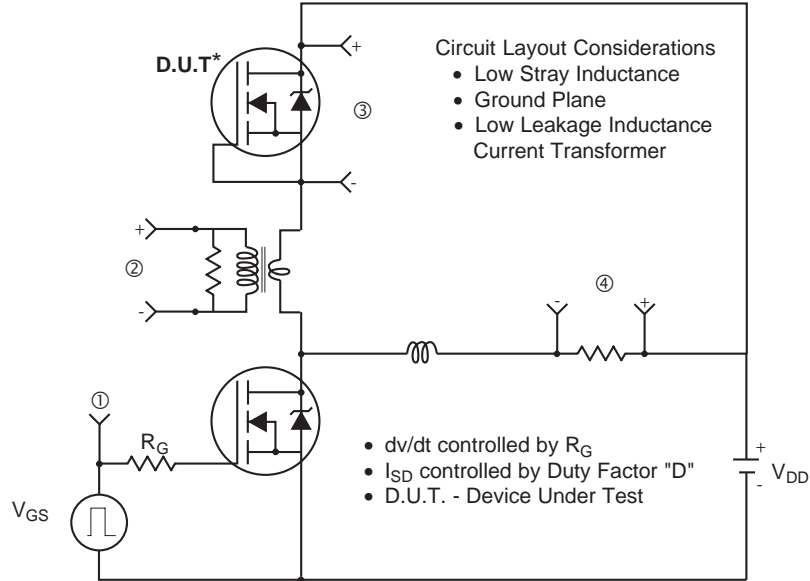 D.U.T*
+
Circuit Layout Considerations
• Low Stray Inductance
• Ground Plane
• Low Leakage Inductance
Current Transformer
③
-
+
②
-
④
- +
①
R_G
• dv/dt controlled by R_G
• I_SD controlled by Duty Factor "D"
• D.U.T. - Device Under Test
+
V_DD
-
V_GS